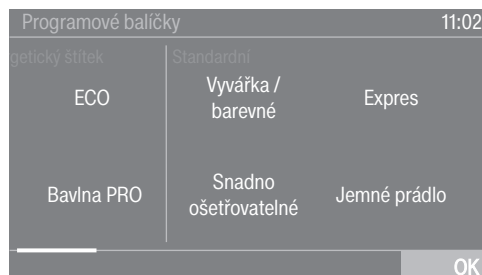 Programové balíčky 11:02
getický štítek Standardní
ECO
Vyvářka /
barevné
Expres
Bavlna PRO
Snadno
ošetřovatelné
Jemné prádlo
OK